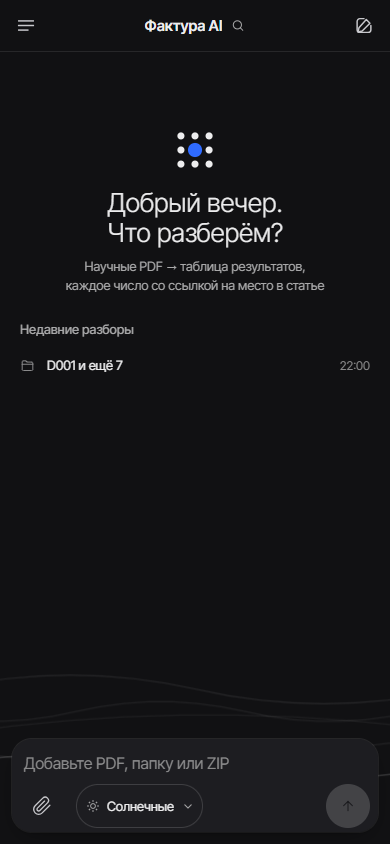 Фактура AI
Добрый вечер.
Что разберём?
Научные PDF → таблица результатов,
каждое число со ссылкой на место в статье
Недавние разборы
D001 и ещё 7 22:00
Добавьте PDF, папку или ZIP
Солнечные